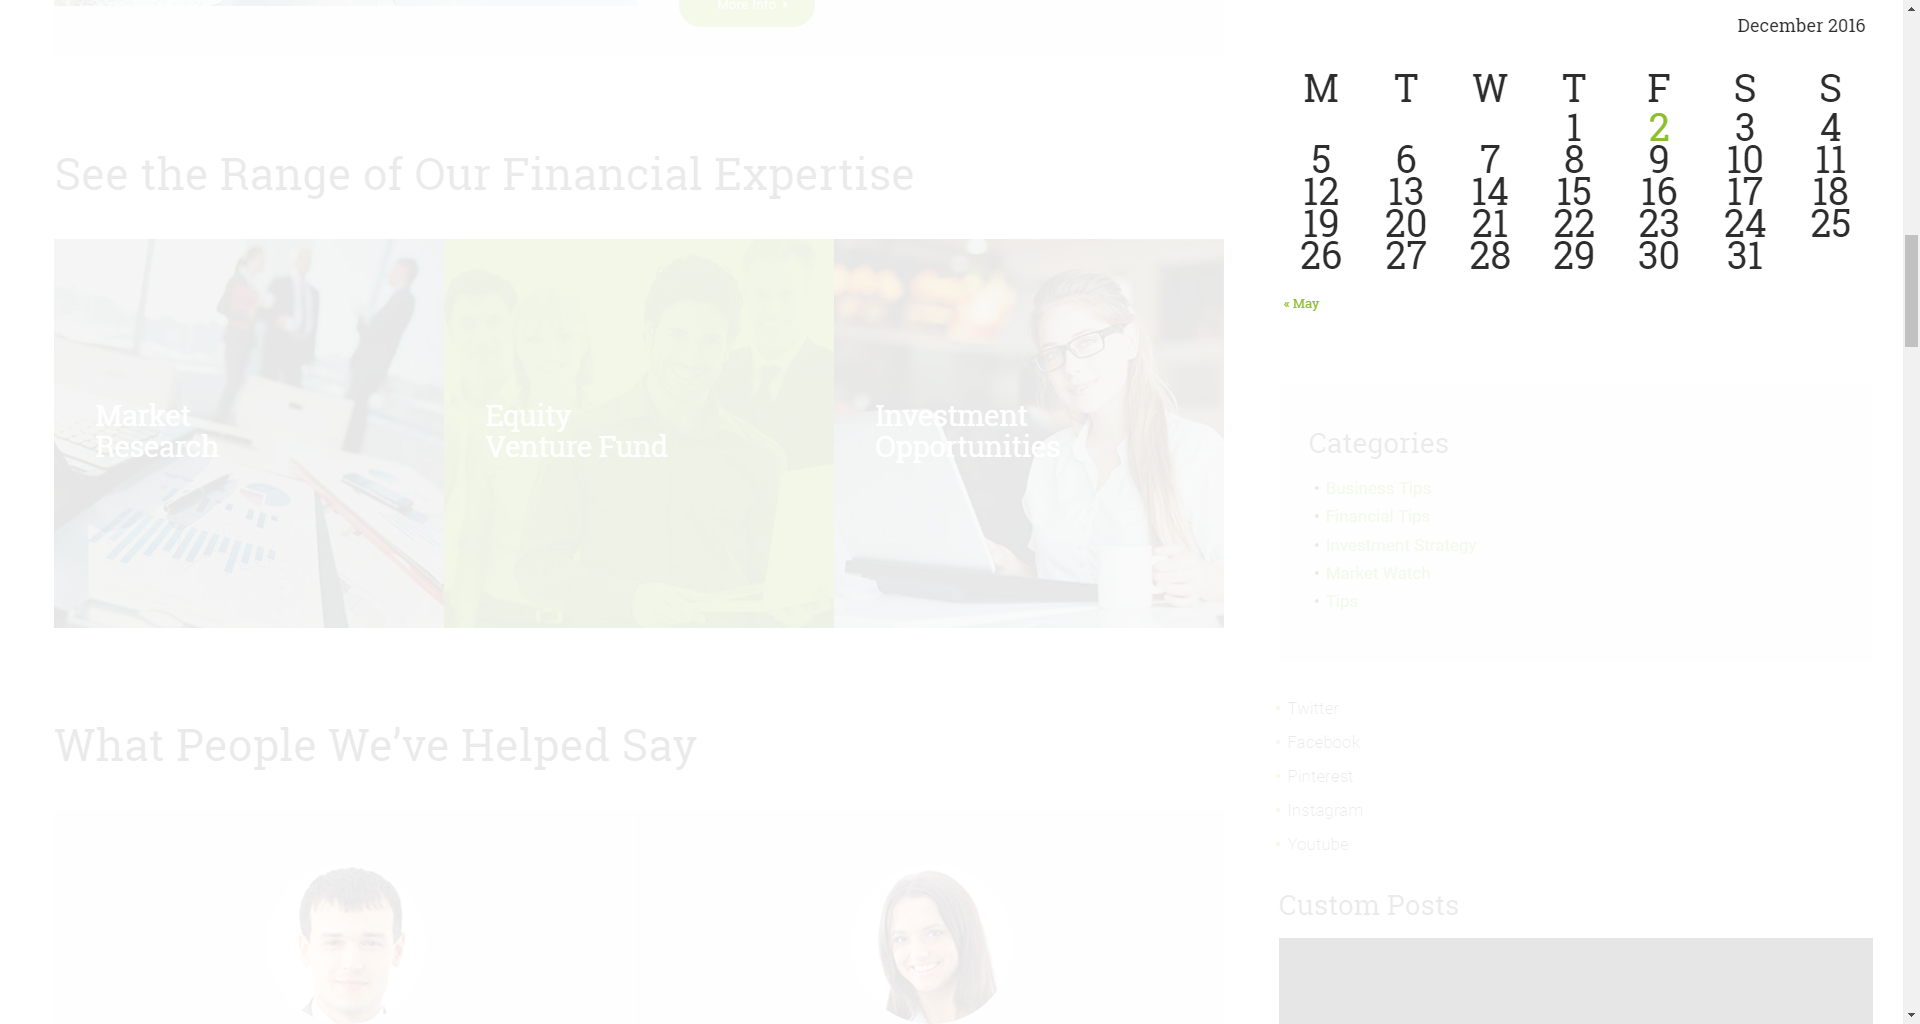 More Info
December 2016
M T W T F S S
1 2 3 4
5 6 7 8 9 10 11
12 13 14 15 16 17 18
19 20 21 22 23 24 25
26 27 28 29 30 31
« May
See the Range of Our Financial Expertise
Market
Research
Equity
Venture Fund
Investment
Opportunities
Categories
Business Tips
Financial Tips
Investment Strategy
Market Watch
Tips
Twitter
Facebook
Pinterest
Instagram
Youtube
What People We’ve Helped Say
Custom Posts